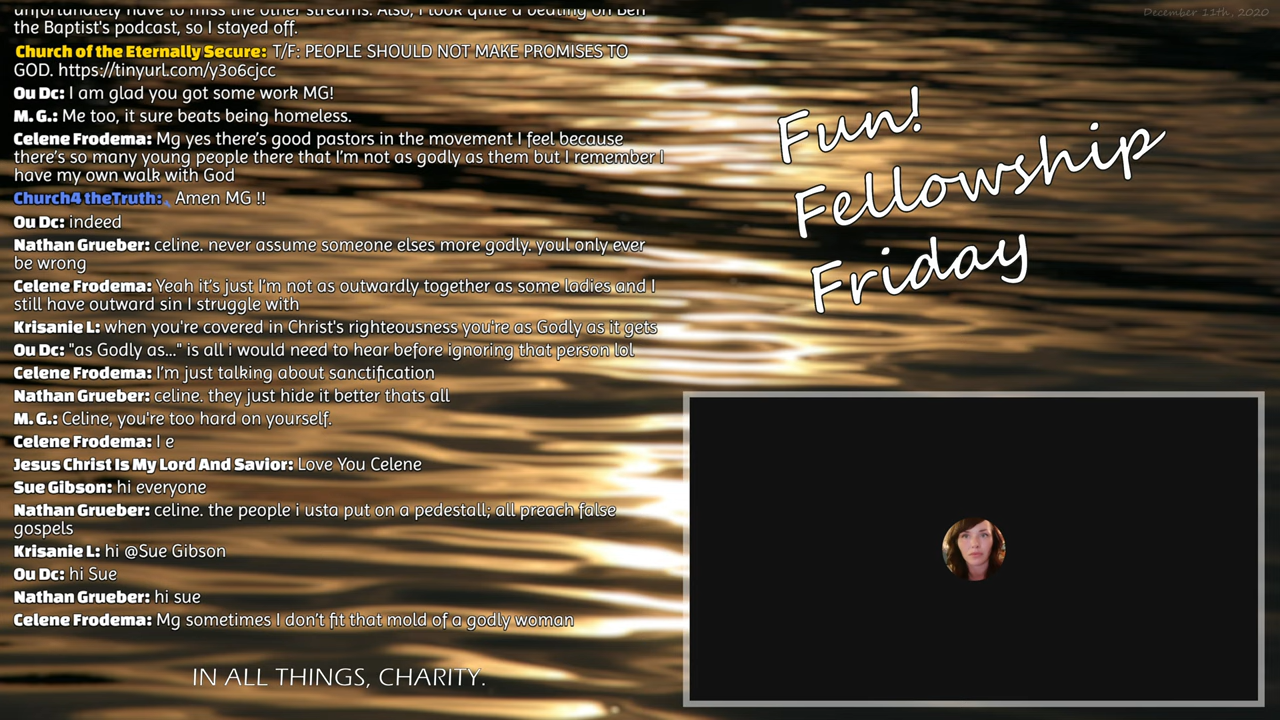 unfortunately have to miss the other streams. Also, I took quite a beating on Ben
the Baptist's podcast, so I stayed off.
Church of the Eternally Secure: T/F: PEOPLE SHOULD NOT MAKE PROMISES TO
GOD. https://tinyurl.com/y3o6cjcc
Ou Dc: I am glad you got some work MG!
M. G.: Me too, it sure beats being homeless.
Celene Frodema: Mg yes there's good pastors in the movement I feel because
there's so many young people there that I'm not as godly as them but I remember I
have my own walk with God
Church4 theTruth: Amen MG !!
Ou Dc: indeed
Nathan Grueber: celine. never assume someone elses more godly. youl only ever
be wrong
Celene Frodema: Yeah it's just I'm not as outwardly together as some ladies and I
still have outward sin I struggle with
Krisanie L: when you're covered in Christ's righteousness you're as Godly as it gets
Ou Dc: "as Godly as..." is all i would need to hear before ignoring that person lol
Celene Frodema: I'm just talking about sanctification
Nathan Grueber: celine. they just hide it better thats all
M. G.: Celine, you're too hard on yourself.
Celene Frodema: I e
Jesus Christ Is My Lord And Savior: Love You Celene
Sue Gibson: hi everyone
Nathan Grueber: celine. the people i usta put on a pedestall; all preach false
gospels
Krisanie L: hi @Sue Gibson
Ou Dc: hi Sue
Nathan Grueber: hi sue
Celene Frodema: Mg sometimes I don't fit that mold of a godly woman
IN ALL THINGS, CHARITY.
December 11th, 2020
Fun!
Fellowship
Friday